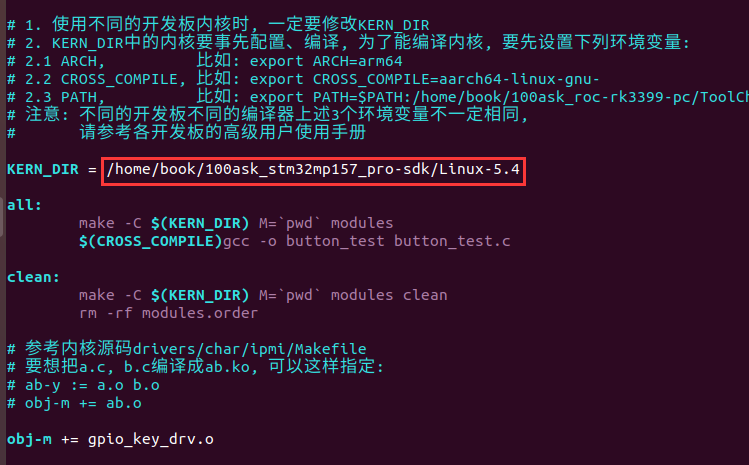 # 1. 使用不同的开发板内核时, 一定要修改KERN_DIR
# 2. KERN_DIR中的内核要事先配置、编译, 为了能编译内核, 要先设置下列环境变量:
# 2.1 ARCH, 比如: export ARCH=arm64
# 2.2 CROSS_COMPILE, 比如: export CROSS_COMPILE=aarch64-linux-gnu-
# 2.3 PATH, 比如: export PATH=$PATH:/home/book/100ask_roc-rk3399-pc/ToolCh
# 注意: 不同的开发板不同的编译器上述3个环境变量不一定相同,
# 请参考各开发板的高级用户使用手册
KERN_DIR = /home/book/100ask_stm32mp157_pro-sdk/Linux-5.4
all:
make -C $(KERN_DIR) M=`pwd` modules
$(CROSS_COMPILE)gcc -o button_test button_test.c
clean:
make -C $(KERN_DIR) M=`pwd` modules clean
rm -rf modules.order
# 参考内核源码drivers/char/ipmi/Makefile
# 要想把a.c, b.c编译成ab.ko, 可以这样指定:
# ab-y := a.o b.o
# obj-m += ab.o
obj-m += gpio_key_drv.o